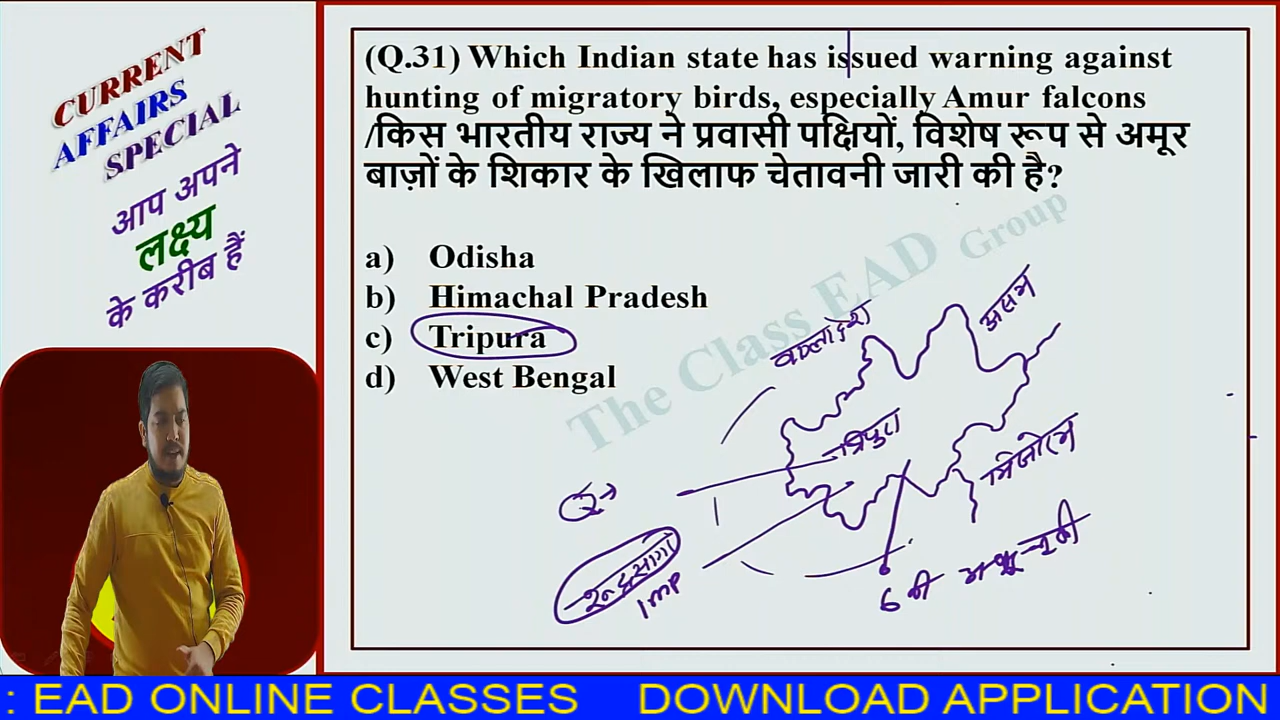 CURRENT
AFFAIRS
SPECIAL
आप अपने
लक्ष्य
के करीब हैं
(Q.31) Which Indian state has issued warning against
hunting of migratory birds, especially Amur falcons
/किस भारतीय राज्य ने प्रवासी पक्षियों, विशेष रूप से अमूर
बाज़ों के शिकार के खिलाफ चेतावनी जारी की है?
a) Odisha
b) Himachal Pradesh
c) Tripura
d) West Bengal
The Class EAD Group
असम
त्रिपुरा
मिजोरम
IMP
: EAD ONLINE CLASSES DOWNLOAD APPLICATION